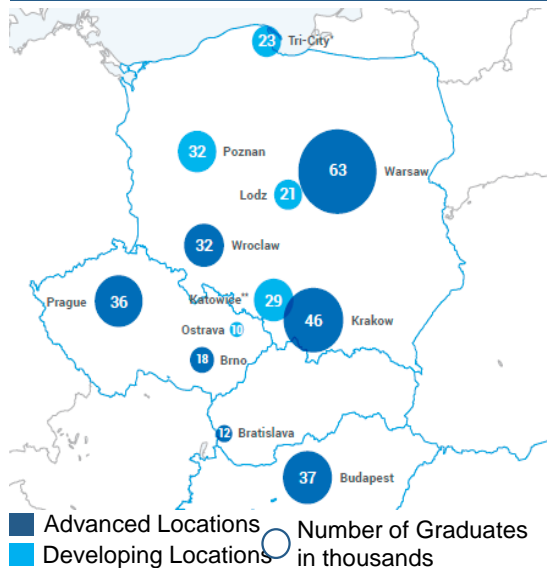 23 Tri-City*
32 Poznan
63 Warsaw
Lodz 21
32 Wroclaw
Prague 36
Katowice** 29
46 Krakow
Ostrava 10
18 Brno
12 Bratislava
37 Budapest
Advanced Locations
Developing Locations
Number of Graduates
in thousands